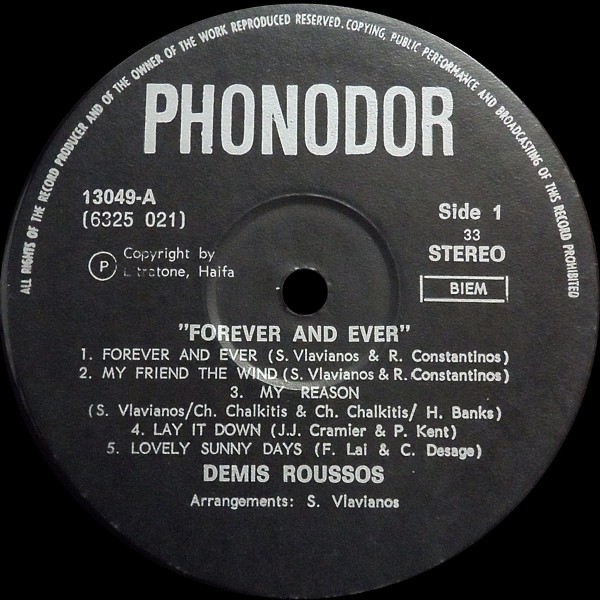 ALL RIGHTS OF THE RECORD PRODUCER AND OF THE OWNER OF THE WORK REPRODUCED RESERVED. COPYING, PUBLIC PERFORMANCE AND BROADCASTING OF THIS RECORD PROHIBITED
PHONODOR
13049-A
(6325 021)
Side 1
33
STEREO
BIEM
P Copyright by
Haifa
"FOREVER AND EVER"
1. FOREVER AND EVER (S. Vlavianos & R. Constantinos)
2. MY FRIEND THE WIND (S. Vlavianos & R. Constantinos)
3. MY REASON
(S. Vlavianos/Ch. Chalkitis & Ch. Chalkitis/ H. Banks)
4. LAY IT DOWN (J.J. Cramier & P. Kent)
5. LOVELY SUNNY DAYS (F. Lai & C. Desage)
DEMIS ROUSSOS
Arrangements: S. Vlavianos